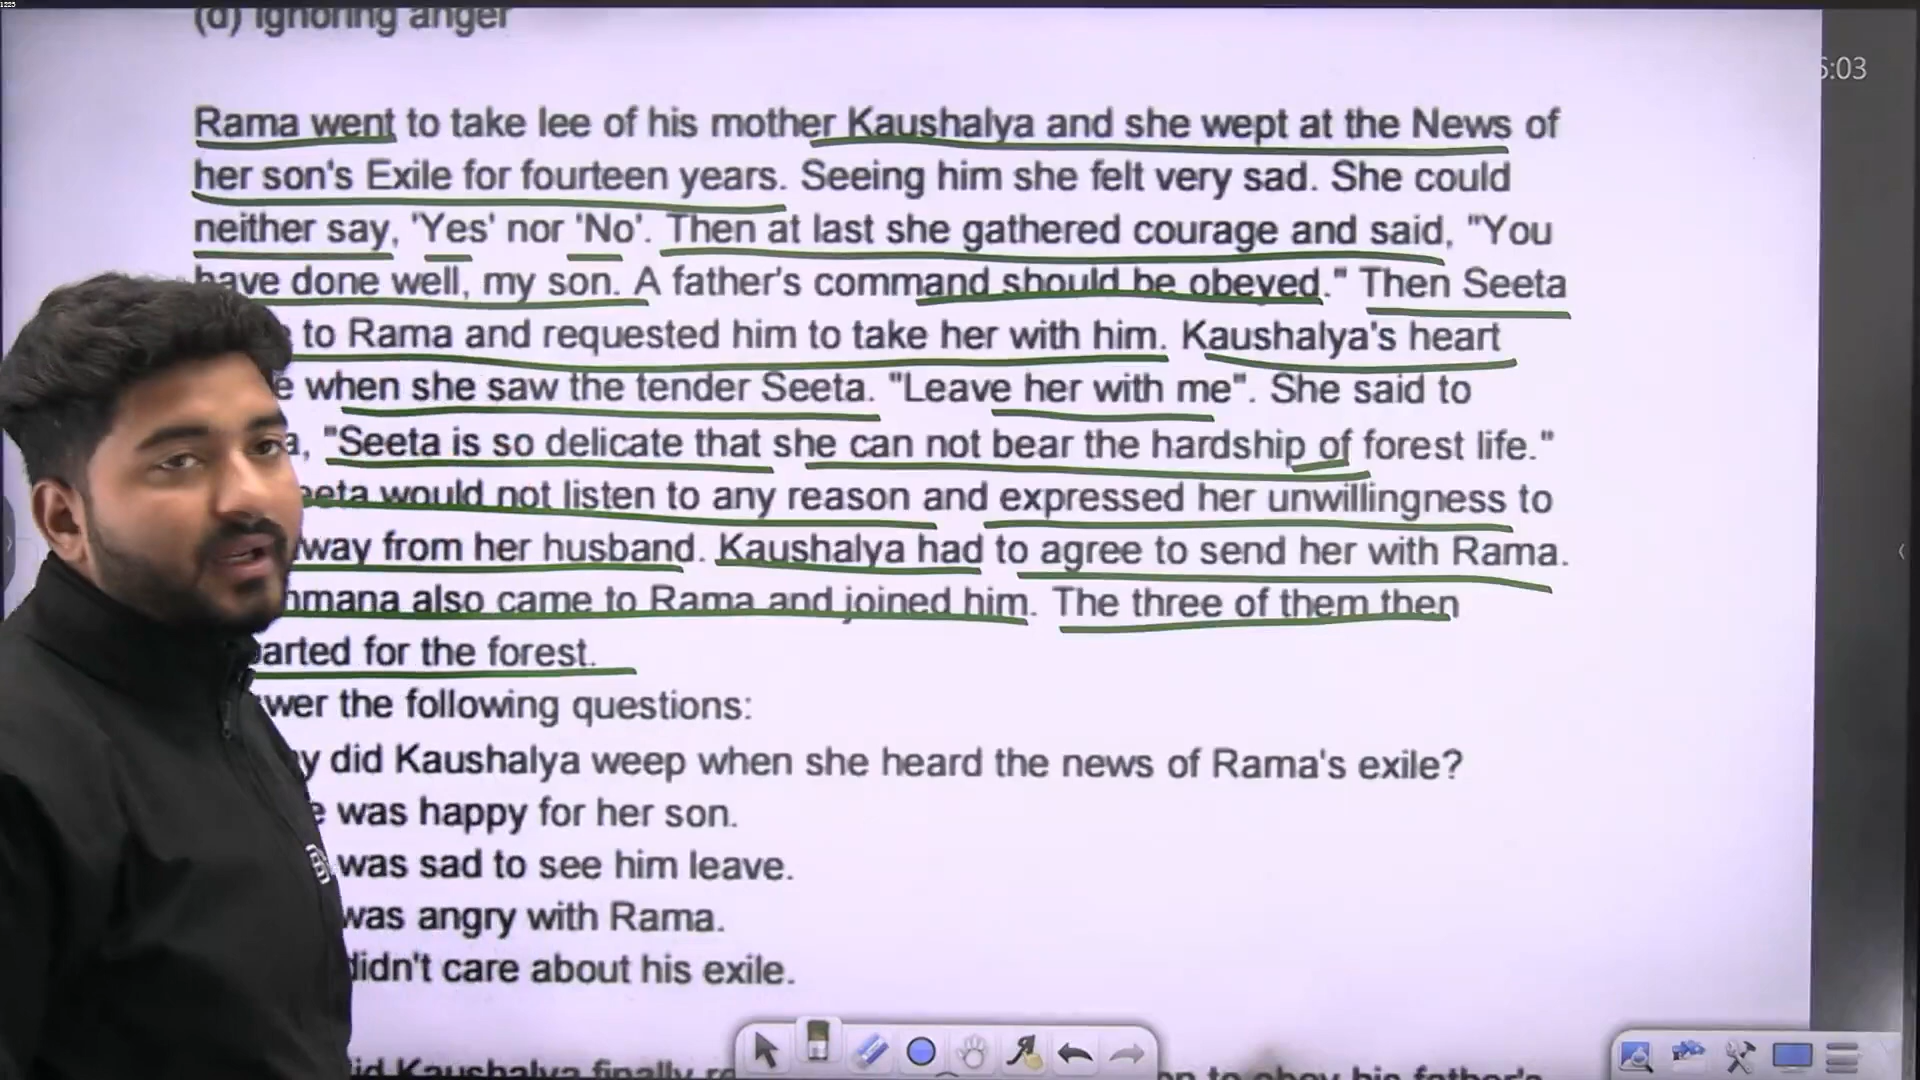 1225
(d) Ignoring anger
5:03
Rama went to take lee of his mother Kaushalya and she wept at the News of
her son's Exile for fourteen years. Seeing him she felt very sad. She could
neither say, 'Yes' nor 'No'. Then at last she gathered courage and said, "You
have done well, my son. A father's command should be obeyed." Then Seeta
to Rama and requested him to take her with him. Kaushalya's heart
when she saw the tender Seeta. "Leave her with me". She said to
"Seeta is so delicate that she can not bear the hardship of forest life."
would not listen to any reason and expressed her unwillingness to
from her husband. Kaushalya had to agree to send her with Rama.
also came to Rama and joined him. The three of them then
for the forest.
the following questions:
did Kaushalya weep when she heard the news of Rama's exile?
was happy for her son.
was sad to see him leave.
was angry with Rama.
didn't care about his exile.
Kaushalya finally
to obey his father's